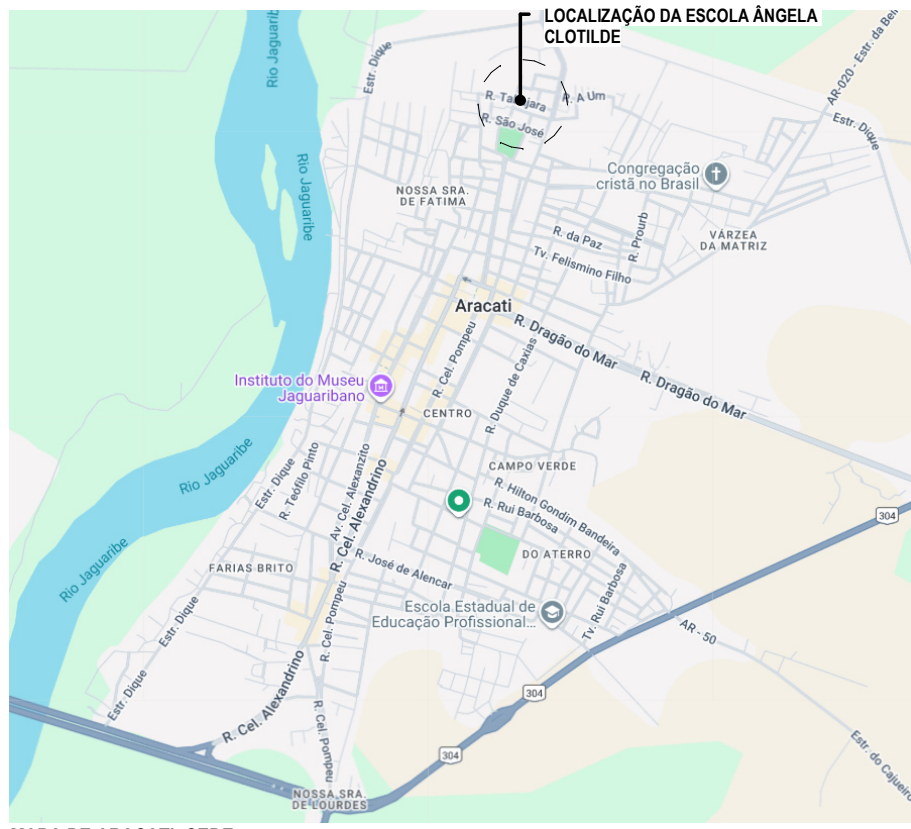 LOCALIZAÇÃO DA ESCOLA ÂNGELA
CLOTILDE
Rio Jaguaribe
Estr. Dique
AR-020 - Estr. da
R. A Um
R. São José
Estr. Dique
Rio Jaguaribe
Congregação
cristã no Brasil
NOSSA SRA.
DE FATIMA
R. da Paz
R. Prourb
VÁRZEA
DA MATRIZ
Tv. Felismino Filho
Aracati
R. Dragão do Mar
R. Cel. Pompeu
R. Duque de Caxias
R. Dragão do Mar
Instituto do Museu
Jaguaribano
CENTRO
Rio Jaguaribe
Estr. Dique
R. Teófilo Pinto
Av. Cel. Alexanzito
R. Cel. Alexandrino
CAMPO VERDE
R. Hilton Gondim Bandeira
R. Rui Barbosa
304
DO ATERRO
Rio Jaguaribe
FARIAS BRITO
R. José de Alencar
Escola Estadual de
Educação Profissional...
Tv. Rui Barbosa
AR - 50
Estr. Dique
R. Cel. Pompeu
Estr. Dique
R. Cel. Alexandrino
304
R. Cel. Pompeu
304
Estr. do Cajueiro
NOSSA SRA.
DE LOURDES